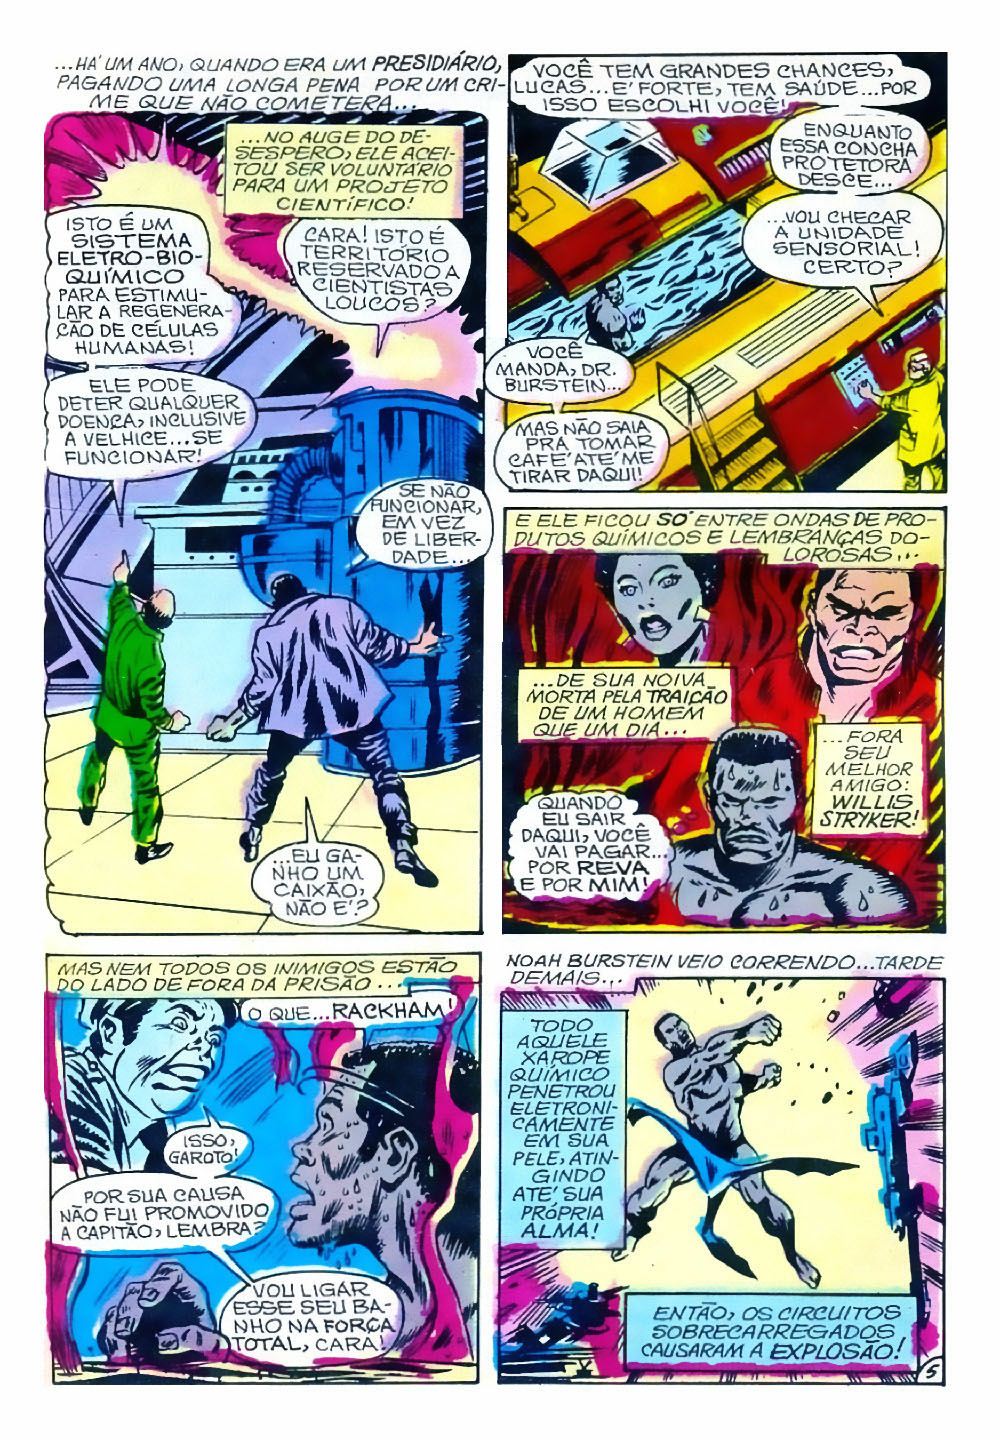 ...HÁ UM ANO, QUANDO ERA UM PRESIDIÁRIO,
PAGANDO UMA LONGA PENA POR UM CRI-
ME QUE NÃO COMETERA...
...NO AUGE DO DE-
SESPÊRO, ELE ACEI-
TOU SER VOLUNTÁRIO
PARA UM PROJETO
CIENTÍFICO!
ISTO É UM
SISTEMA
ELETRO-BIO-
QUÍMICO
PARA ESTIMU-
LAR A REGENERA-
ÇÃO DE CÉLULAS
HUMANAS!
CARA! ISTO É
TERRITÓRIO
RESERVADO A
CIENTISTAS
LOUCOS?
ELE PODE
DETER QUALQUER
DOENÇA, INCLUSIVE
A VELHICE...SE
FUNCIONAR!
SE NÃO
FUNCIONAR,
EM VEZ
DE LIBER-
DADE...
...EU GA-
NHO UM
CAIXÃO,
NÃO É?
VOCÊ TEM GRANDES CHANCES,
LUCAS...É FORTE, TEM SAÚDE...POR
ISSO ESCOLHI VOCÊ!
ENQUANTO
ESSA CONCHA
PROTETORA
DESCE...
...VOU CHECAR
A UNIDADE
SENSORIAL!
CERTO?
VOCÊ
MANDA, DR.
BURSTEIN...
MAS NÃO SAIA
PRA TOMAR
CAFÉ ATÉ ME
TIRAR DAQUI!
E ELE FICOU SÓ ENTRE ONDAS DE PRO-
DUTOS QUÍMICOS E LEMBRANÇAS DO-
LOROSAS...
...DE SUA NOIVA
MORTA PELA TRAIÇÃO
DE UM HOMEM
QUE UM DIA...
...FORA
SEU
MELHOR
AMIGO:
WILLIS
STRYKER!
QUANDO
EU SAIR
DAQUI, VOCÊ
VAI PAGAR...
POR REVA
E POR MIM!
MAS NEM TODOS OS INIMIGOS ESTÃO
DO LADO DE FORA DA PRISÃO...
O QUE...RACKHAM!
ISSO,
GAROTO!
POR SUA CAUSA
NÃO FUI PROMOVIDO
A CAPITÃO, LEMBRA?
VOU LIGAR
ESSE SEU BA-
NHO NA FORÇA
TOTAL, CARA!
NOAH BURSTEIN VEIO CORRENDO...TARDE
DEMAIS...
TODO
AQUELE
XAROPE
QUÍMICO
PENETROU
ELETRONI-
CAMENTE
EM SUA
PELE, ATIN-
GINDO
ATÉ SUA
PRÓPRIA
ALMA!
ENTÃO, OS CIRCUITOS
SOBRECARREGADOS
CAUSARAM A EXPLOSÃO!
5